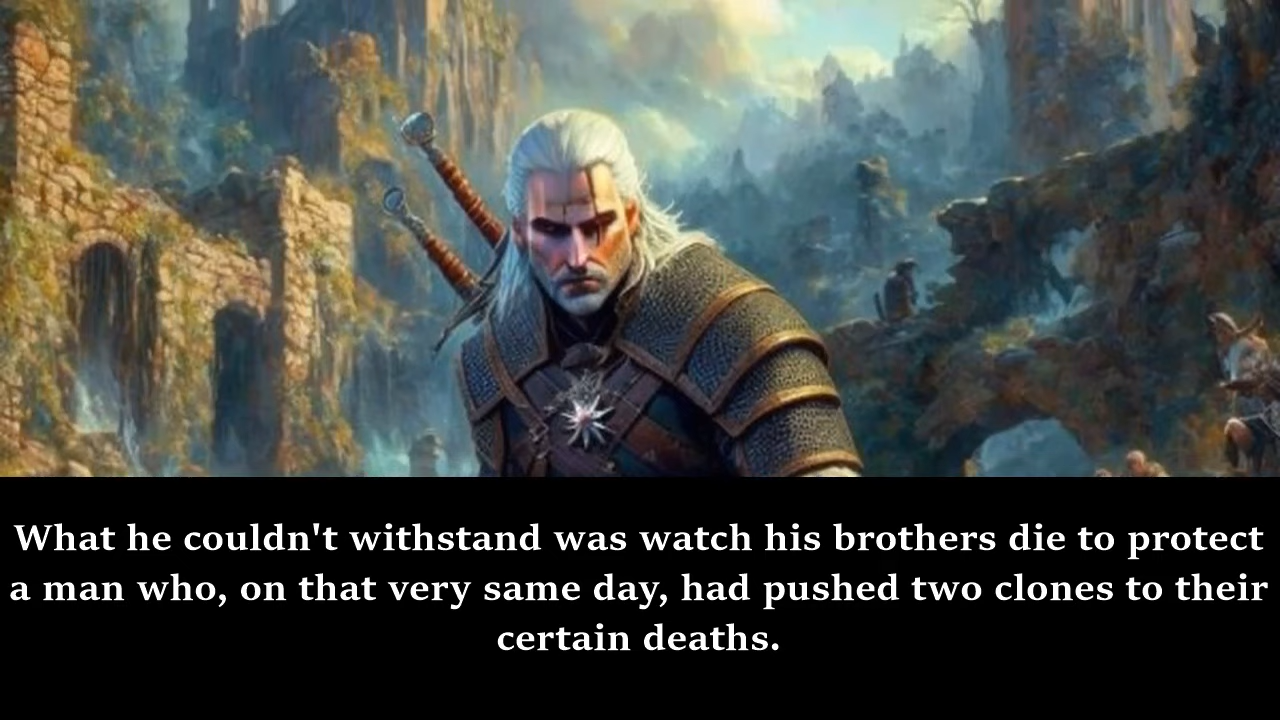 What he couldn't withstand was watch his brothers die to protect
a man who, on that very same day, had pushed two clones to their
certain deaths.